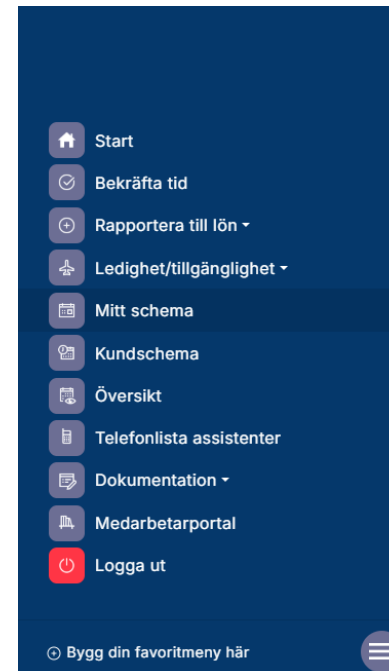 Start
Bekräfta tid
Rapportera till lön
Ledighet/tillgänglighet
Mitt schema
Kundschema
Översikt
Telefonlista assistenter
Dokumentation
Medarbetarportal
Logga ut
Bygg din favoritmeny här